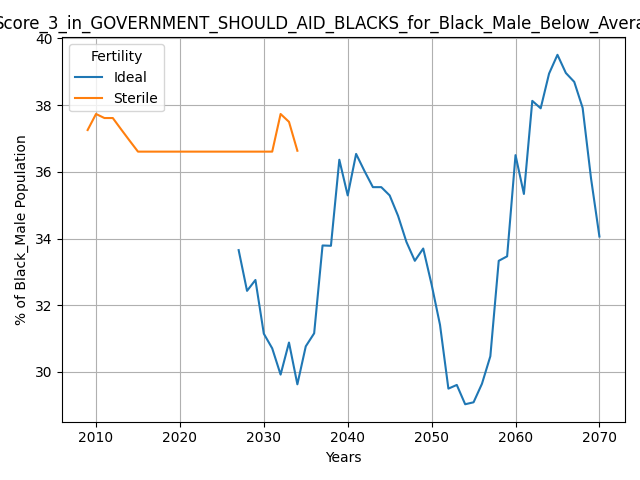 Score_3_in_GOVERNMENT_SHOULD_AID_BLACKS_for_Black_Male_Below_Avera
Fertility
Ideal
Sterile
% of Black_Male Population
40
38
36
34
32
30
2010 2020 2030 2040 2050 2060 2070
Years